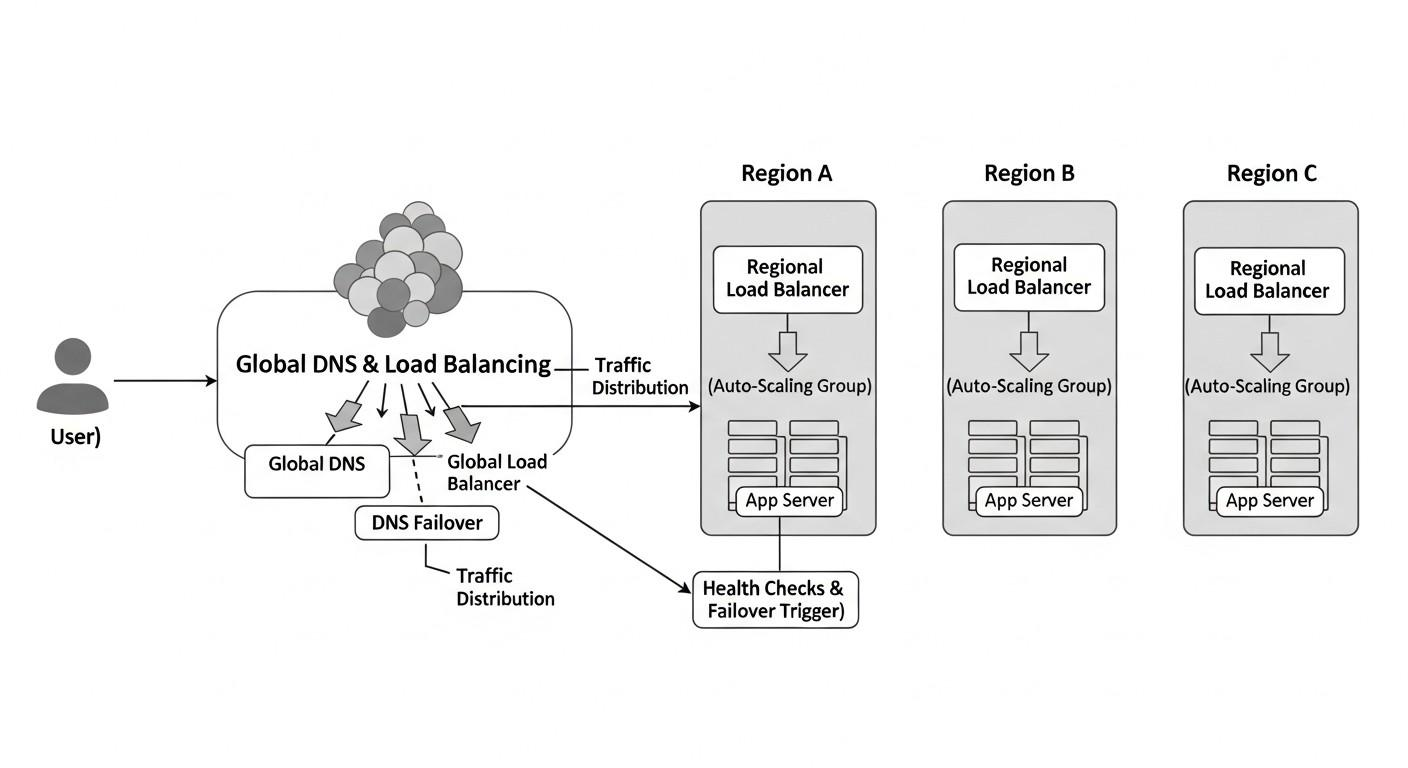 Region A
Region B
Region C
Regional
Load Balancer
Regional
Load Balancer
Regional
Load Balancer
Global DNS & Load Balancing
Traffic
Distribution
(Auto-Scaling Group)
(Auto-Scaling Group)
(Auto-Scaling Group)
User)
Global DNS
Global Load
Balancer
App Server
App Server
App Server
DNS Failover
Traffic
Distribution
Health Checks &
Failover Trigger)